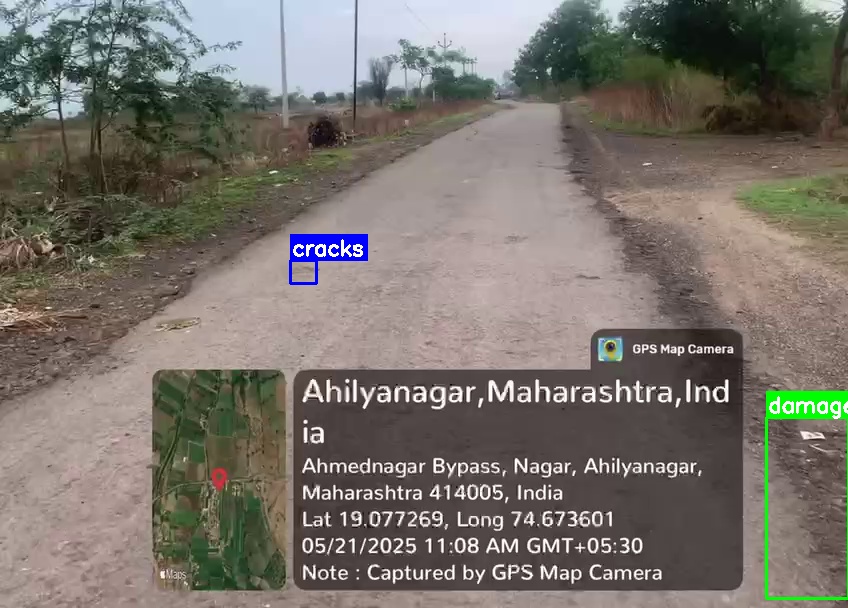 cracks
GPS Map Camera
damage
Ahilyanagar,Maharashtra,Ind
ia
Ahmednagar Bypass, Nagar, Ahilyanagar,
Maharashtra 414005, India
Lat 19.077269, Long 74.673601
05/21/2025 11:08 AM GMT+05:30
Note : Captured by GPS Map Camera
Maps